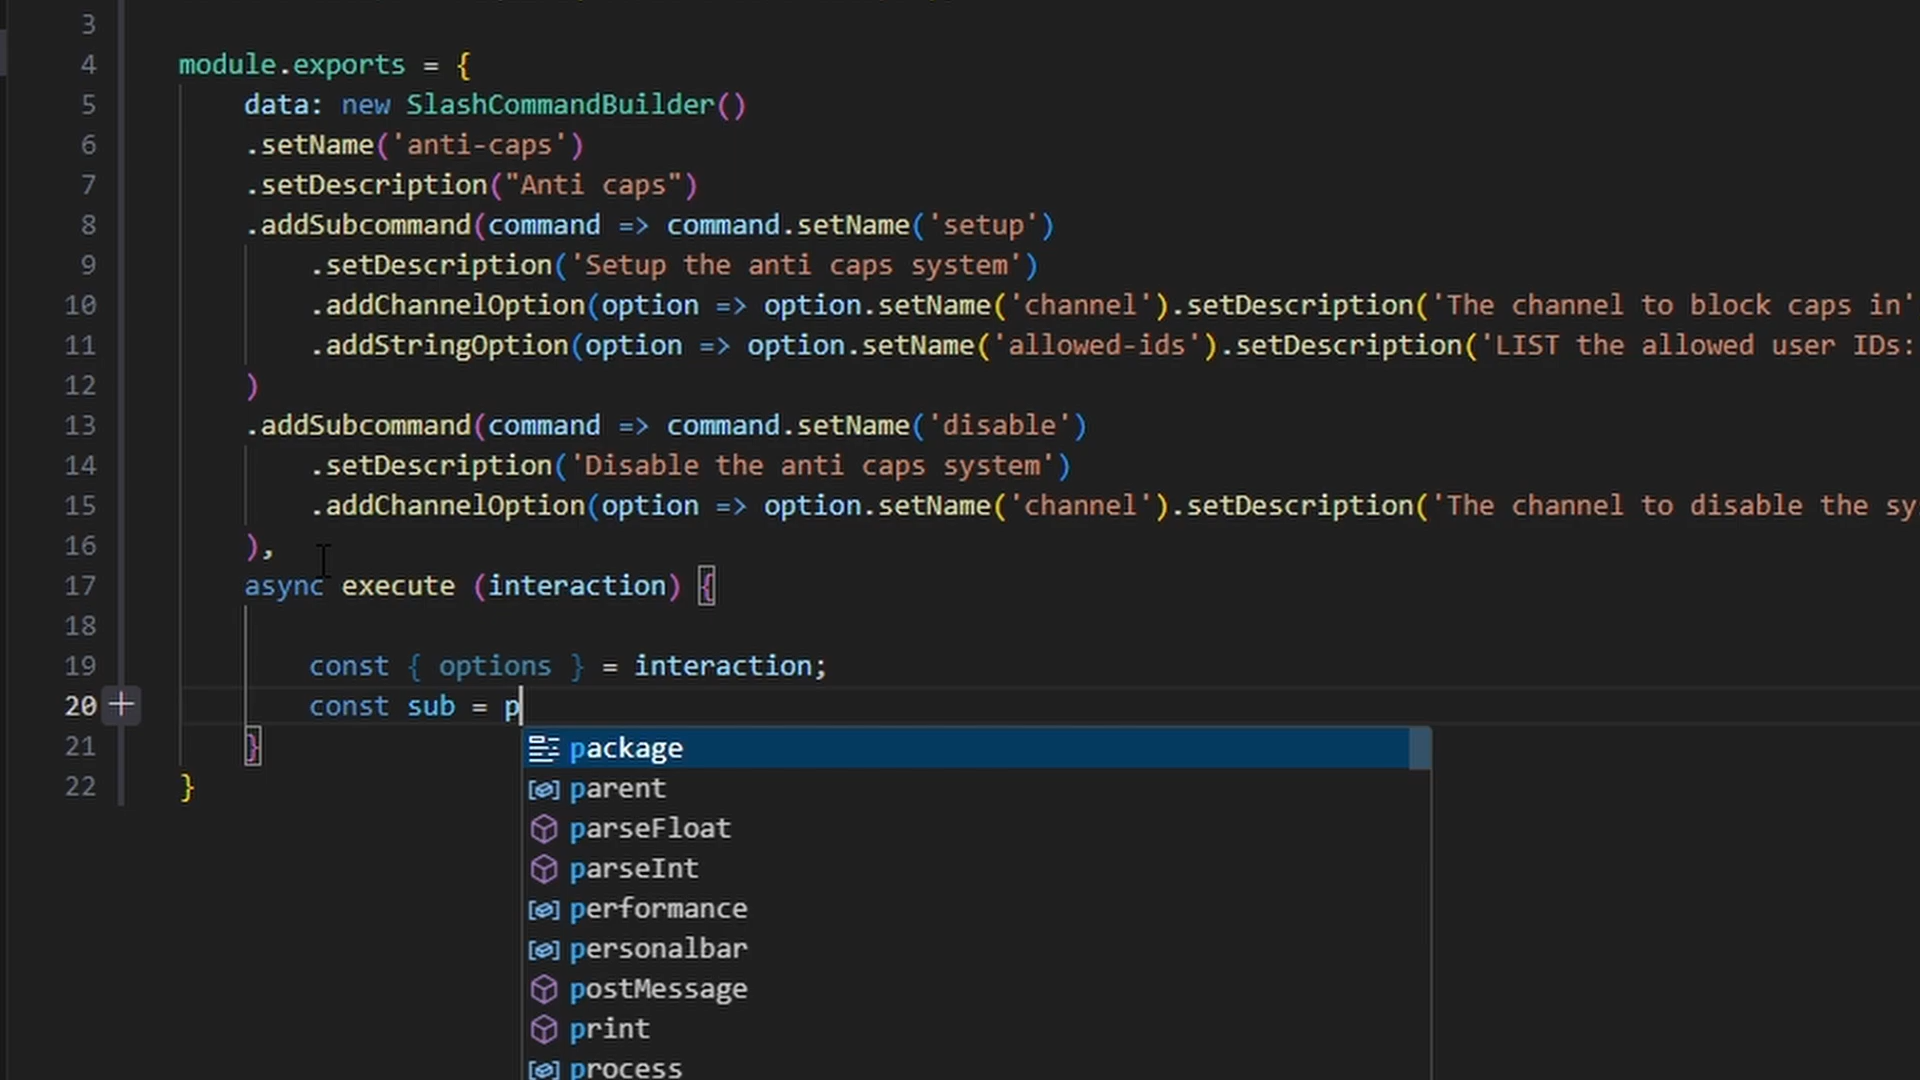 3
4 module.exports = {
5 data: new SlashCommandBuilder()
6 .setName('anti-caps')
7 .setDescription("Anti caps")
8 .addSubcommand(command => command.setName('setup')
9 .setDescription('Setup the anti caps system')
10 .addChannelOption(option => option.setName('channel').setDescription('The channel to block caps in'
11 .addStringOption(option => option.setName('allowed-ids').setDescription('LIST the allowed user IDs:
12 )
13 .addSubcommand(command => command.setName('disable')
14 .setDescription('Disable the anti caps system')
15 .addChannelOption(option => option.setName('channel').setDescription('The channel to disable the sy
16 ),
17 async execute (interaction) {
18
19 const { options } = interaction;
20 const sub = p
21 }
22 }
package
parent
parseFloat
parseInt
performance
personalbar
postMessage
print
process